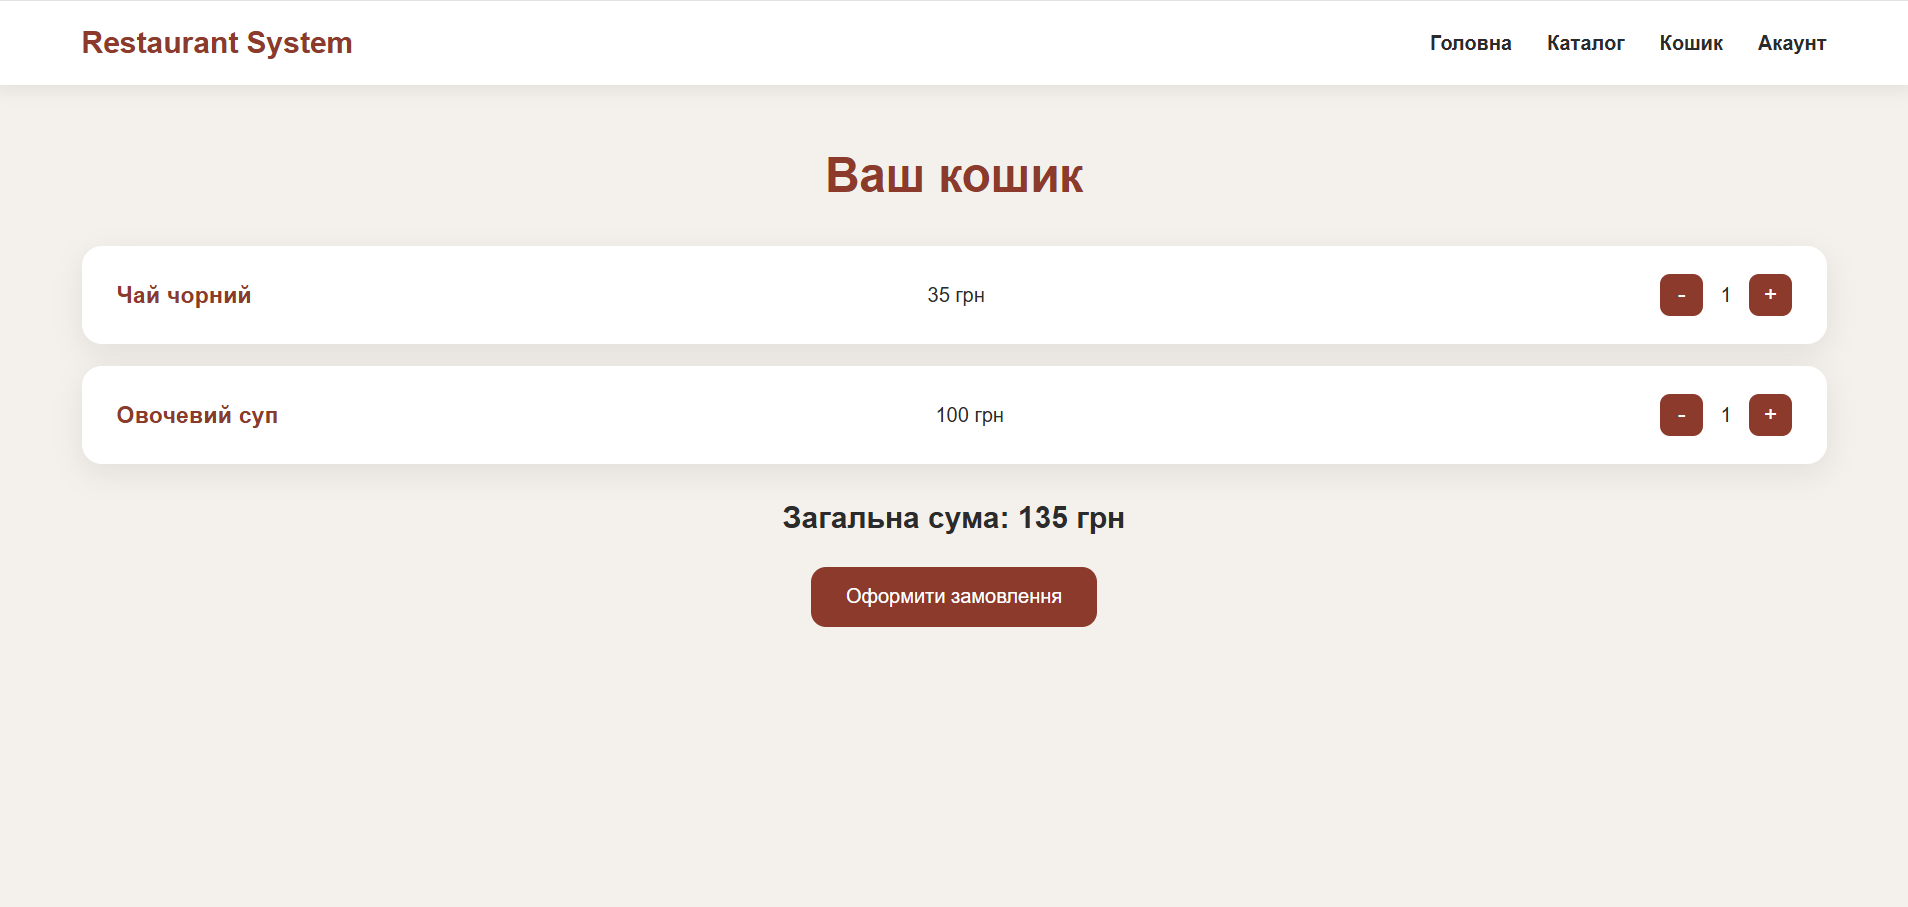 Restaurant System
Головна Каталог Кошик Акаунт
Ваш кошик
Чай чорний 35 грн - 1 +
Овочевий суп 100 грн - 1 +
Загальна сума: 135 грн
Оформити замовлення